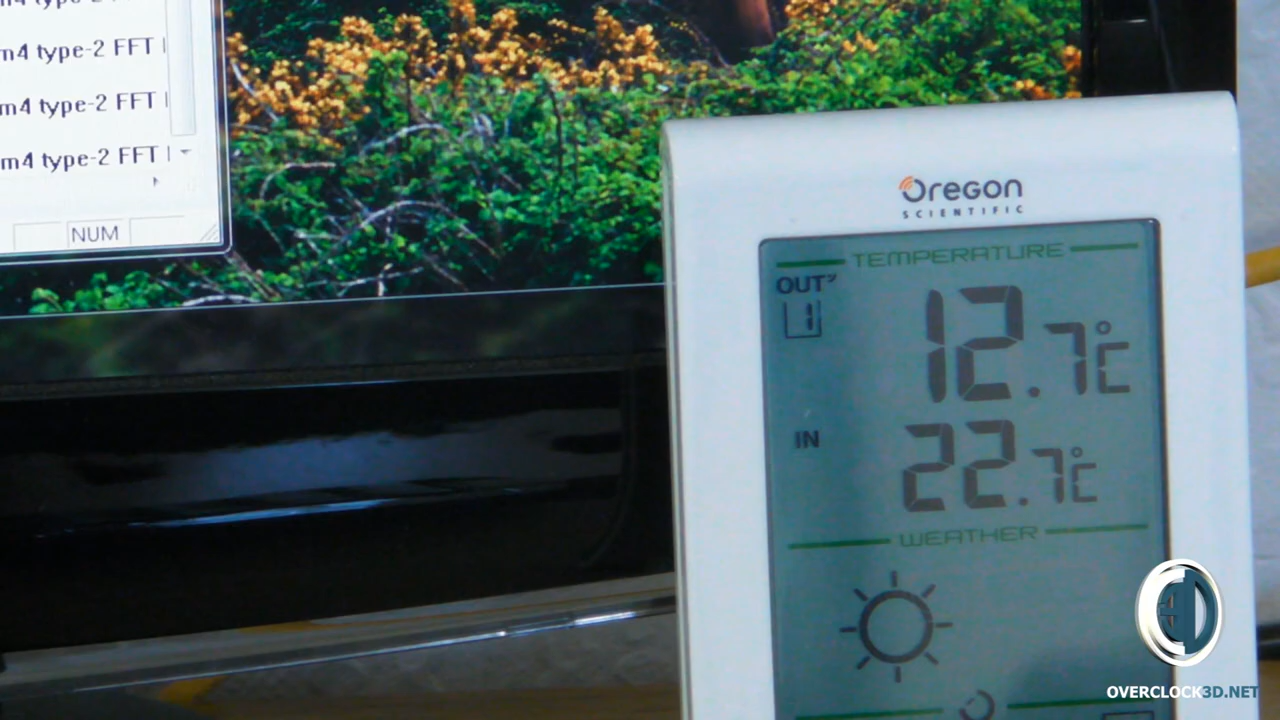 m4 type-2 FFT
m4 type-2 FFT
m4 type-2 FFT
NUM
Oregon
SCIENTIFIC
TEMPERATURE
OUT
1
12.7°C
IN
22.7°C
WEATHER
OVERCLOCK3D.NET